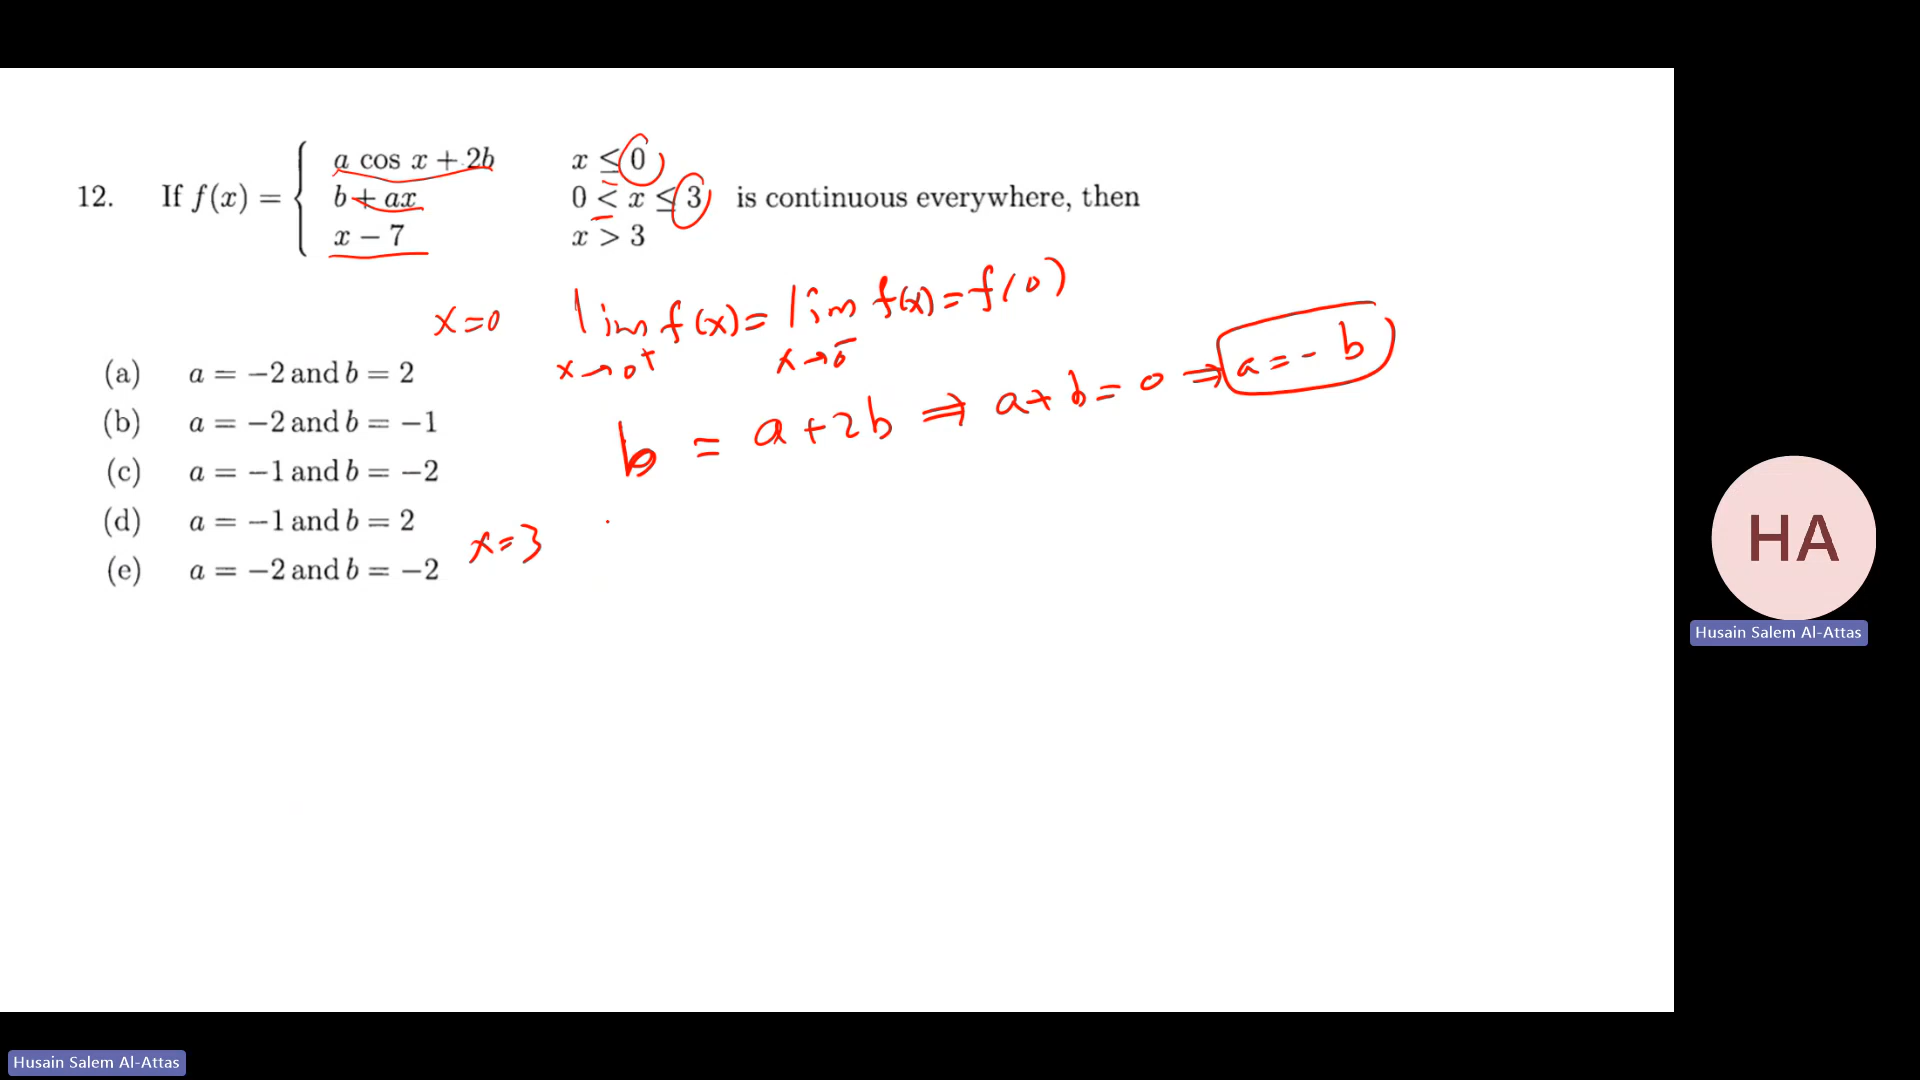 12. If f(x) = { a cos x + 2b x ≤ 0
b + ax 0 < x ≤ 3 is continuous everywhere, then
x − 7 x > 3
x=0 lim f(x) = lim f(x) = f(0)
x→0⁺ x→0⁻
(a) a = −2 and b = 2
b = a+2b ⇒ a+b = 0 ⇒ a = - b
(b) a = −2 and b = −1
(c) a = −1 and b = −2
(d) a = −1 and b = 2
x=3
(e) a = −2 and b = −2
HA
Husain Salem Al-Attas
Husain Salem Al-Attas